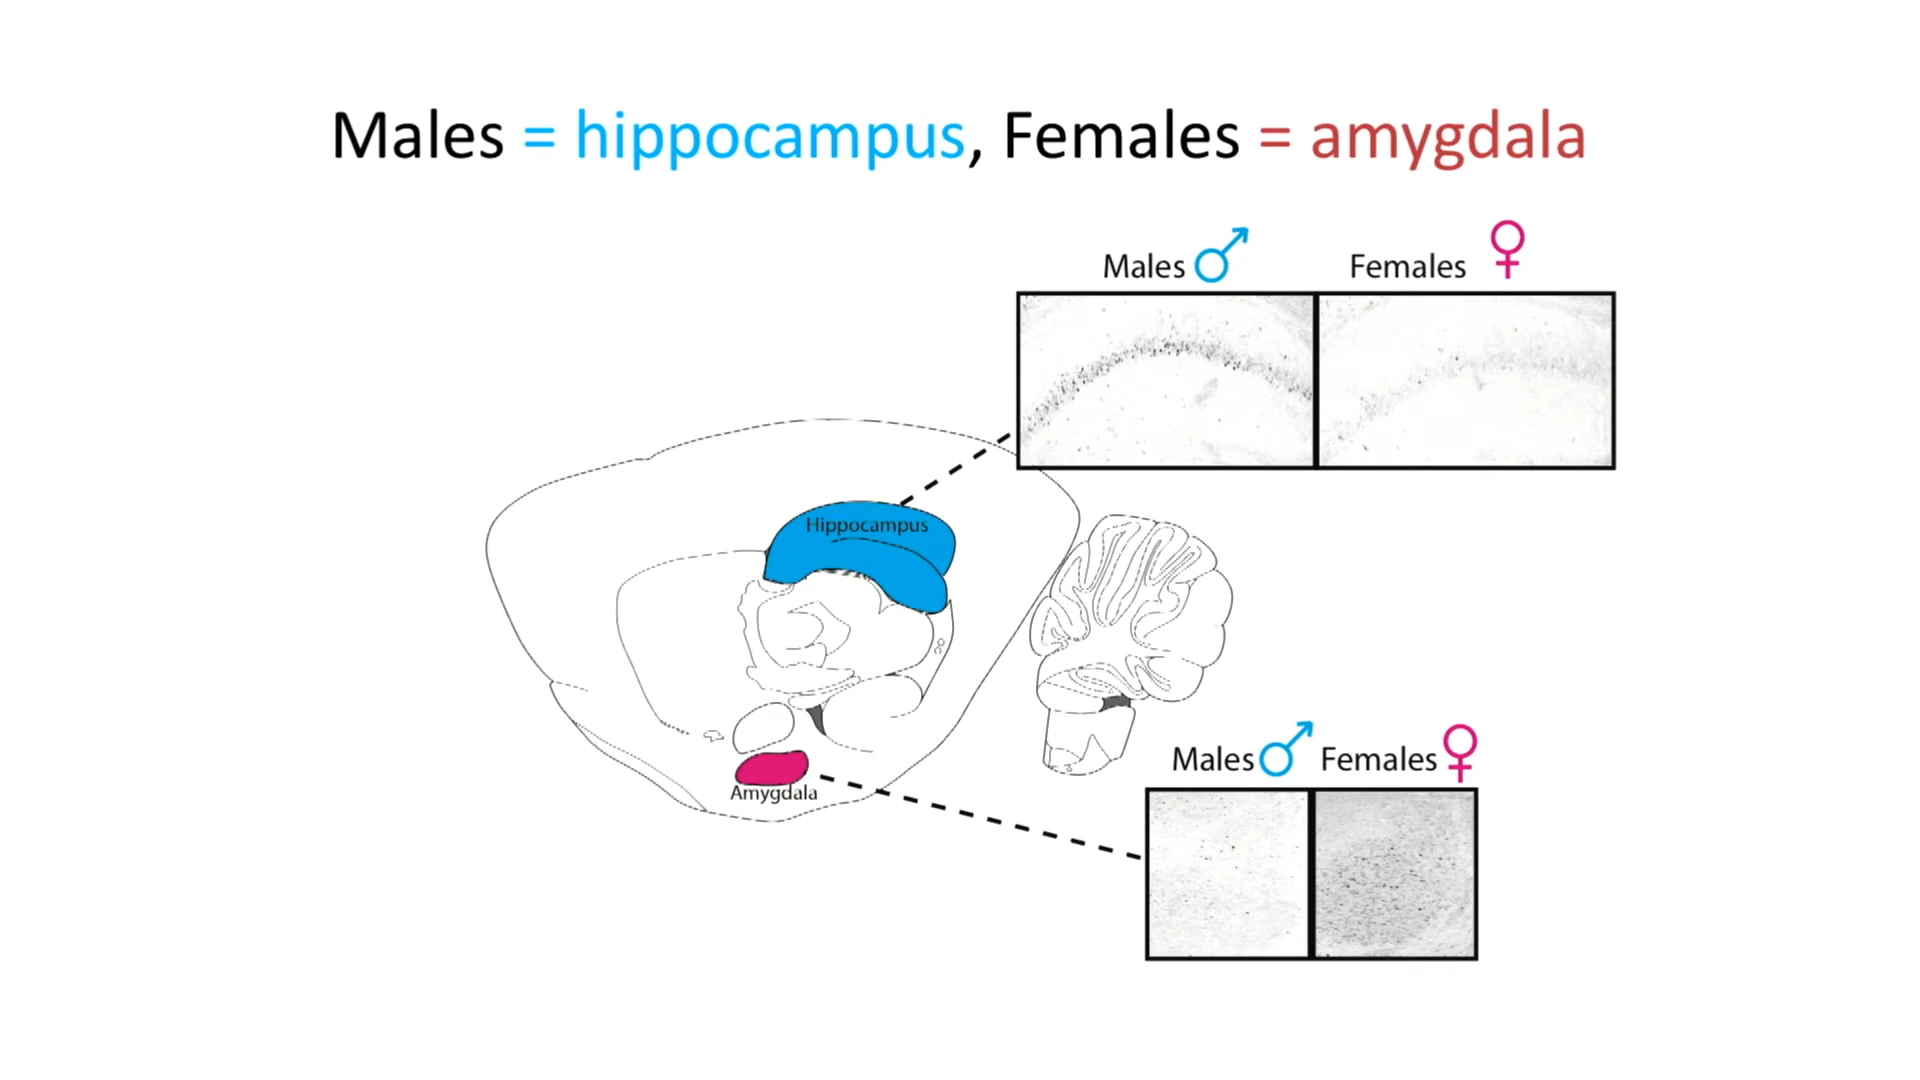 Males = hippocampus, Females = amygdala
Males Females
Hippocampus
Males Females
Amygdala